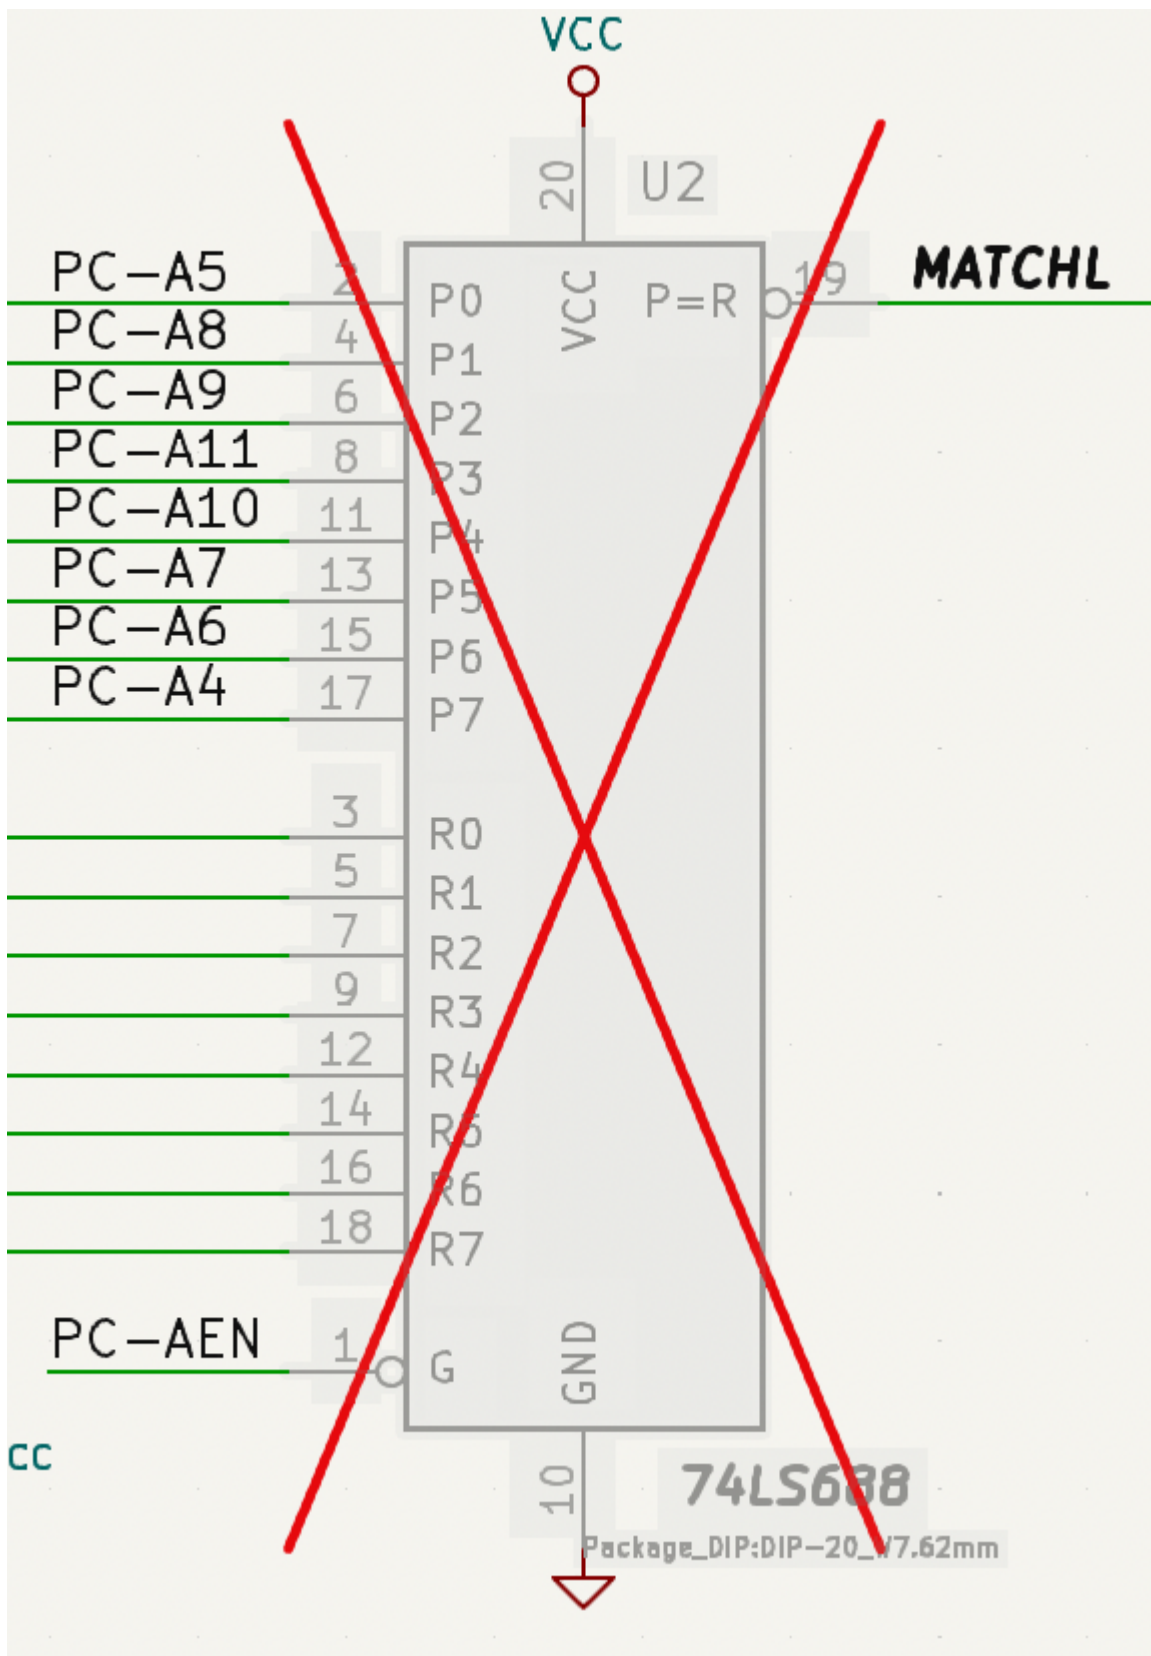 VCC
20 U2
PC-A5 2 P0 VCC P=R 19 MATCHL
PC-A8 4 P1
PC-A9 6 P2
PC-A11 8 P3
PC-A10 11 P4
PC-A7 13 P5
PC-A6 15 P6
PC-A4 17 P7
3 R0
5 R1
7 R2
9 R3
12 R4
14 R5
16 R6
18 R7
PC-AEN 1 G GND
CC
10 74LS688
Package_DIP:DIP-20_W7.62mm